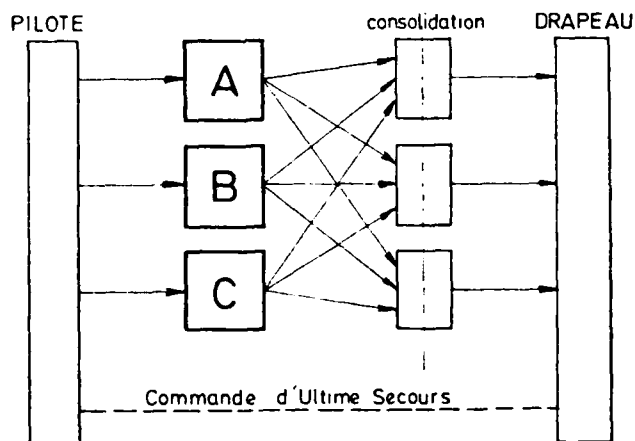 PILOTE
consolidation
DRAPEAU
A
B
C
Commande d'Ultime Secours